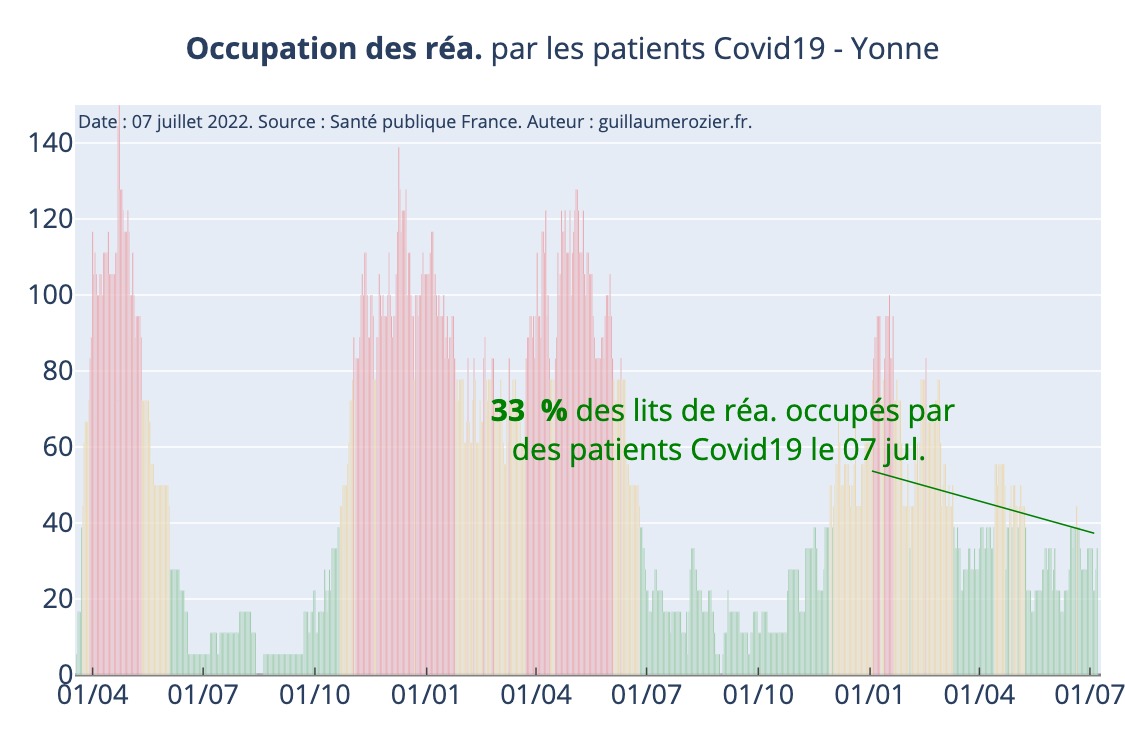 Occupation des réa. par les patients Covid19 - Yonne
Date : 07 juillet 2022. Source : Santé publique France. Auteur : guillaumerozier.fr.
140
120
100
80
60
40
20
0
33 % des lits de réa. occupés par
des patients Covid19 le 07 jul.
01/04 01/07 01/10 01/01 01/04 01/07 01/10 01/01 01/04 01/07